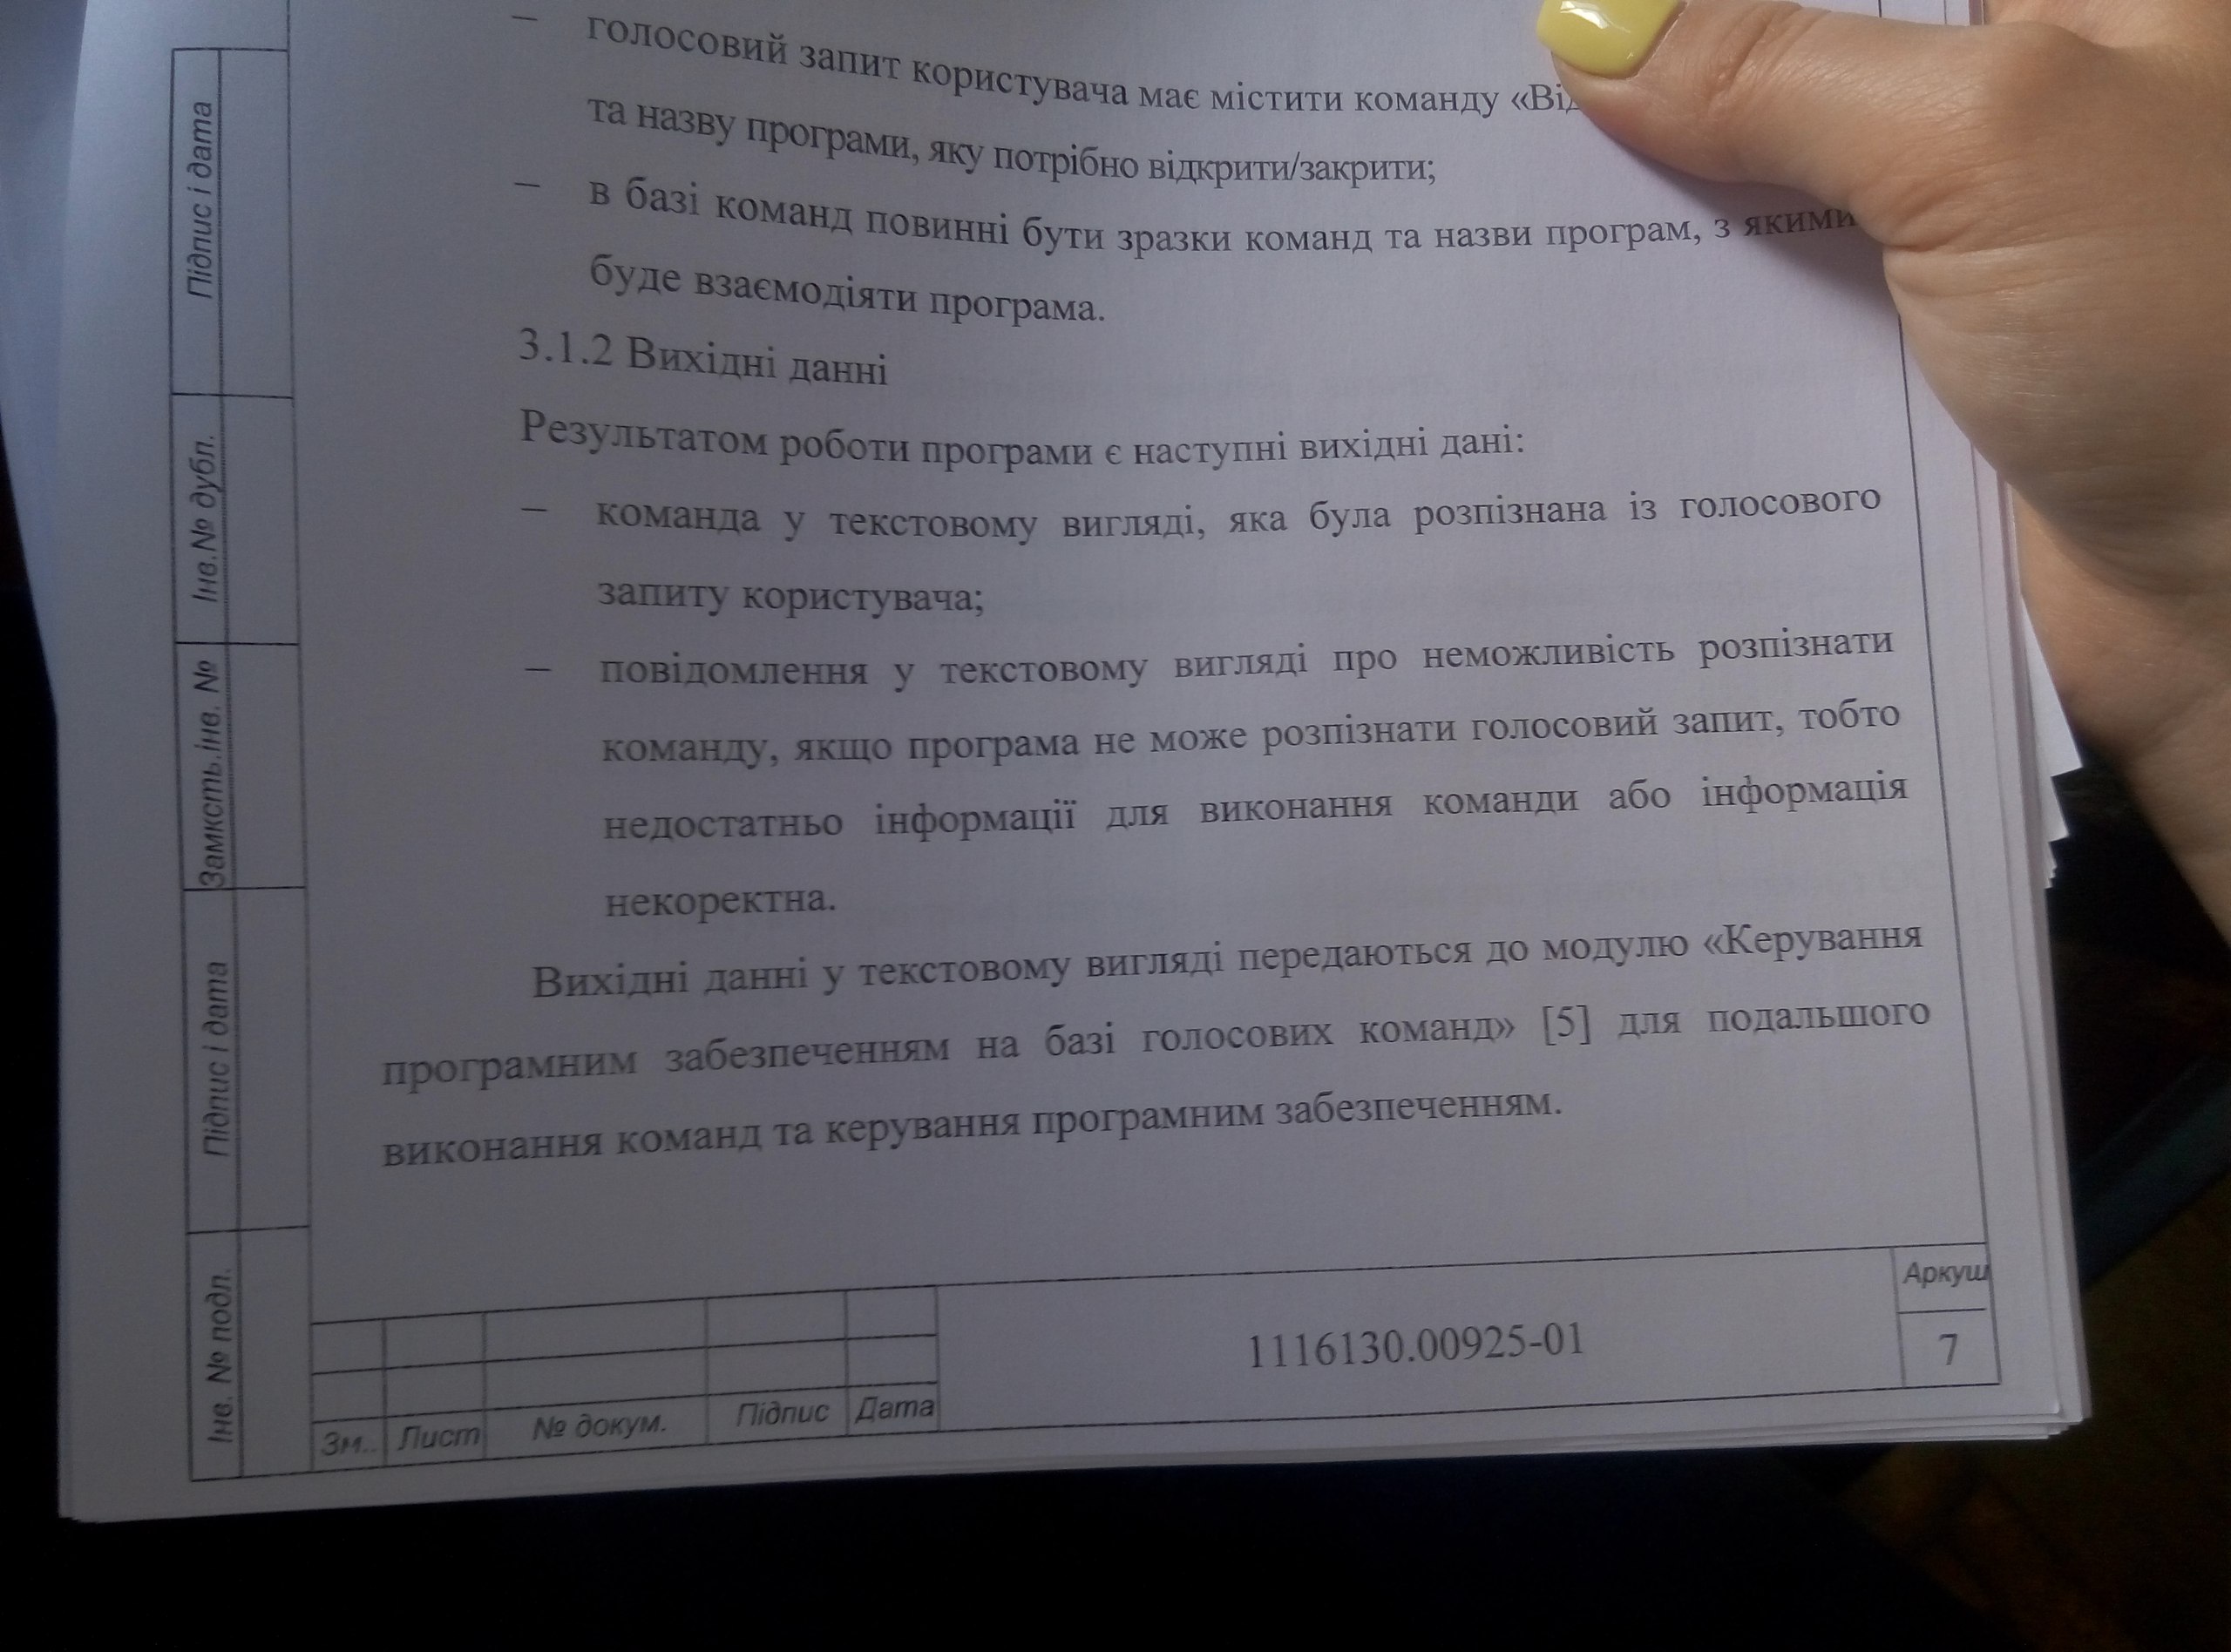 – голосовий запит користувача має містити команду
та назву програми, яку потрібно відкрити/закрити;
– в базі команд повинні бути зразки команд та назви програм, з якими
буде взаємодіяти програма.
3.1.2 Вихідні данні
Результатом роботи програми є наступні вихідні дані:
– команда у текстовому вигляді, яка була розпізнана із голосового
запиту користувача;
– повідомлення у текстовому вигляді про неможливість розпізнати
команду, якщо програма не може розпізнати голосовий запит, тобто
недостатньо інформації для виконання команди або інформація
некоректна.
Вихідні данні у текстовому вигляді передаються до модулю «Керування
програмним забезпеченням на базі голосових команд» [5] для подальшого
виконання команд та керування програмним забезпеченням.
Підпис і дата
Інв.№ дубл.
Замксть.інв. №
Підпис і дата
Інв. № подл.
Зм.. Лист № докум. Підпис Дата
1116130.00925-01
Аркуш
7